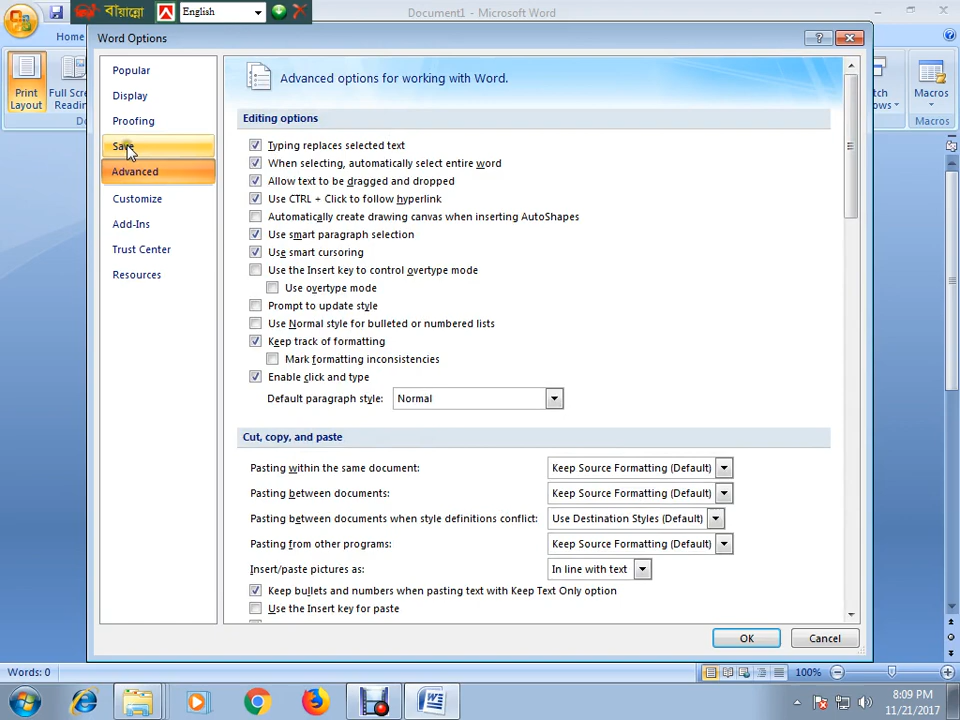 বায়ান্নো
English
Document1 - Microsoft Word
Home
Word Options
Print
Layout
Full Scre
Readin
Macros
Macros
Popular
Display
Proofing
Save
Advanced
Customize
Add-Ins
Trust Center
Resources
Advanced options for working with Word.
Editing options
Typing replaces selected text
When selecting, automatically select entire word
Allow text to be dragged and dropped
Use CTRL + Click to follow hyperlink
Automatically create drawing canvas when inserting AutoShapes
Use smart paragraph selection
Use smart cursoring
Use the Insert key to control overtype mode
Use overtype mode
Prompt to update style
Use Normal style for bulleted or numbered lists
Keep track of formatting
Mark formatting inconsistencies
Enable click and type
Default paragraph style: Normal
Cut, copy, and paste
Pasting within the same document: Keep Source Formatting (Default)
Pasting between documents: Keep Source Formatting (Default)
Pasting between documents when style definitions conflict: Use Destination Styles (Default)
Pasting from other programs: Keep Source Formatting (Default)
Insert/paste pictures as: In line with text
Keep bullets and numbers when pasting text with Keep Text Only option
Use the Insert key for paste
OK
Cancel
Words: 0
100%
8:09 PM
11/21/2017